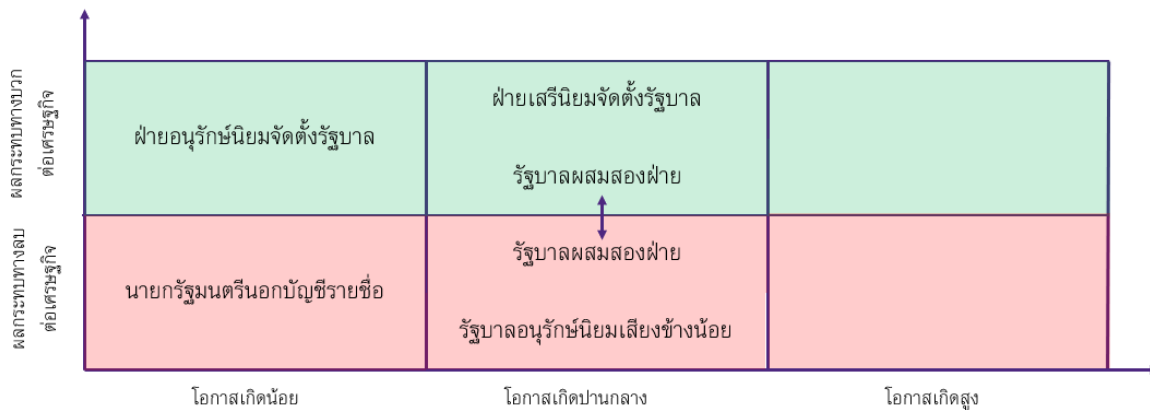 ผลกระทบทางบวก
ต่อเศรษฐกิจ
ฝ่ายอนุรักษ์นิยมจัดตั้งรัฐบาล
ฝ่ายเสรีนิยมจัดตั้งรัฐบาล
รัฐบาลผสมสองฝ่าย
ผลกระทบทางลบ
ต่อเศรษฐกิจ
นายกรัฐมนตรีนอกบัญชีรายชื่อ
รัฐบาลผสมสองฝ่าย
รัฐบาลอนุรักษ์นิยมเสียงข้างน้อย
โอกาสเกิดน้อย
โอกาสเกิดปานกลาง
โอกาสเกิดสูง